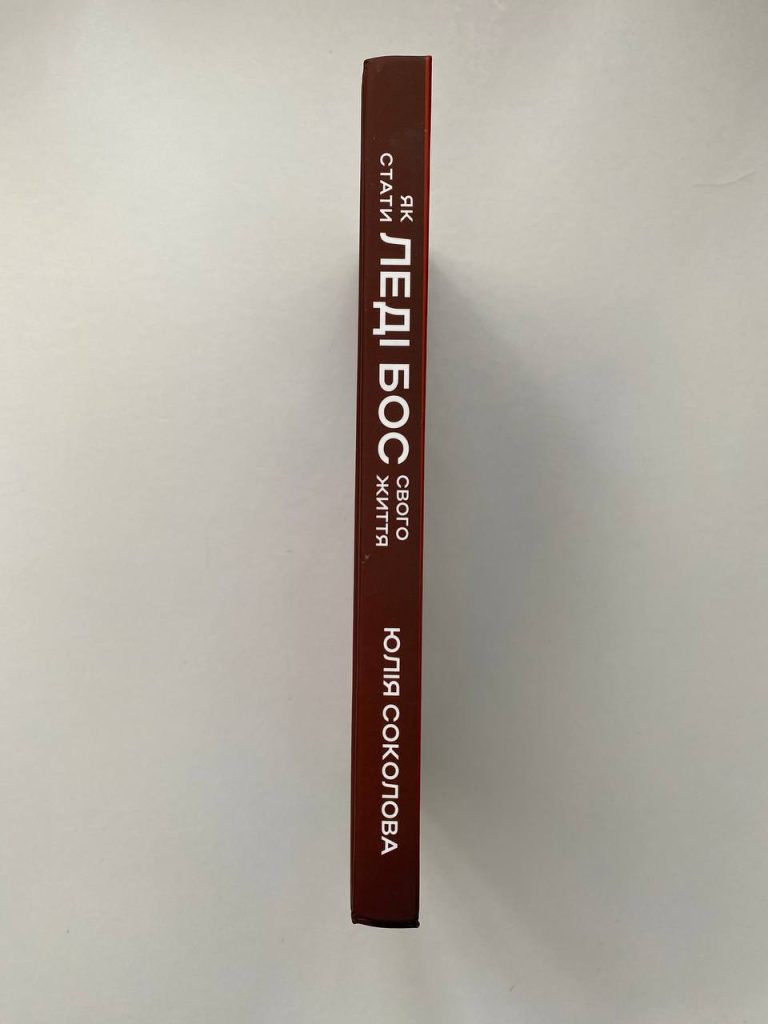 ЯК
СТАТИ
ЛЕДІ БОС
СВОГО
ЖИТТЯ
ЮЛІЯ СОКОЛОВА